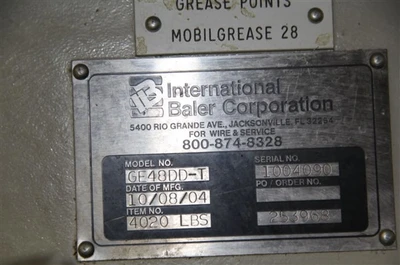 GREASE POINTS
MOBILGREASE 28
International
Baler Corporation
5400 RIO GRANDE AVE., JACKSONVILLE, FL 32254
FOR WIRE & SERVICE
800-874-8328
MODEL NO. SERIAL NO.
GF48DD-T 1004090
DATE OF MFG. PO / ORDER NO.
10/08/04
ITEM NO.
4020 LBS 253963